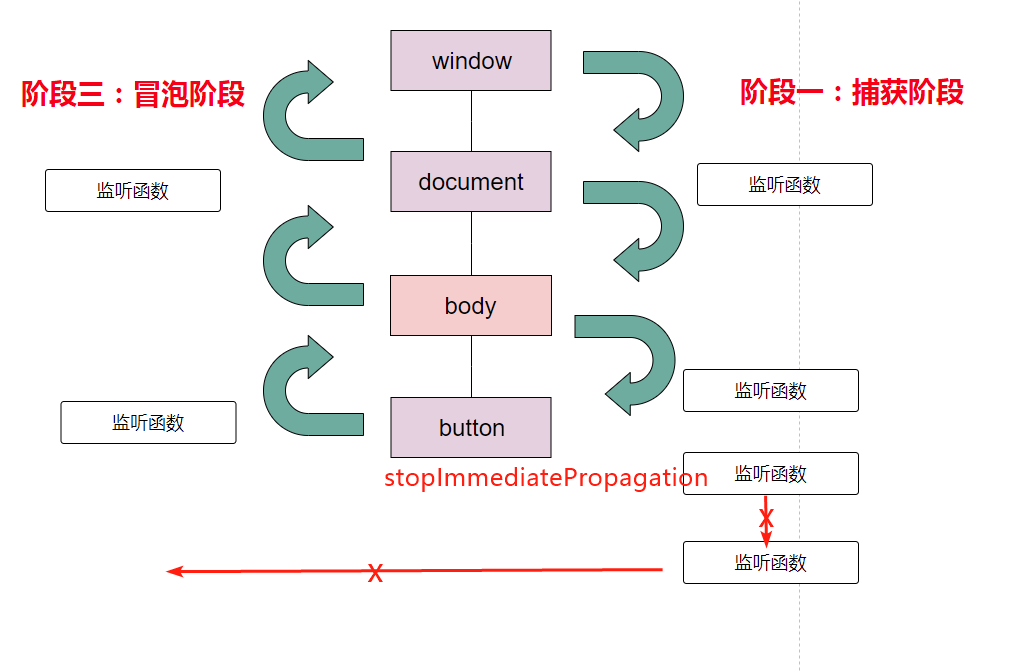 window
阶段三：冒泡阶段
阶段一：捕获阶段
document
监听函数
监听函数
body
监听函数
监听函数
button
stopImmediatePropagation
监听函数
X
监听函数
X